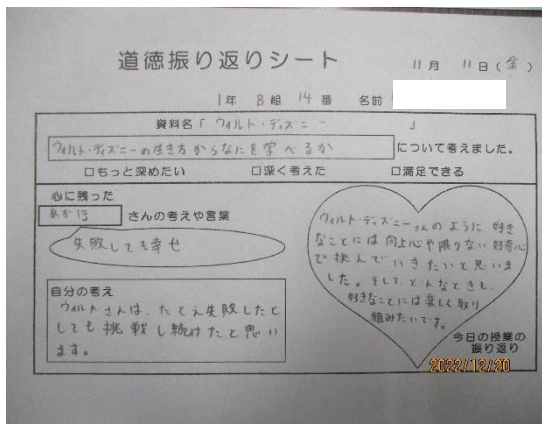 道徳振り返りシート
11月 11日(金)
1年 B組 14番 名前
資料名「ウォルト・ディズニー」
ウォルト・ディズニーの生き方からなにを学べるか
について考えました。
□もっと深めたい □深く考えた □満足できる
心に残った
あかほ
さんの考えや言葉
失敗しても幸せ
自分の考え
ウォルトさんは、たとえ失敗したと
しても挑戦し続けたと思い
ます。
ウォルト・ディズニーさんのように、好き
なことには向上心や限りない好奇心
で挑んでいきたいと思いま
した。そして、どんなときも、
好きなことには楽しく取り
組みたいです。
今日の授業の
振り返り
2022/12/20